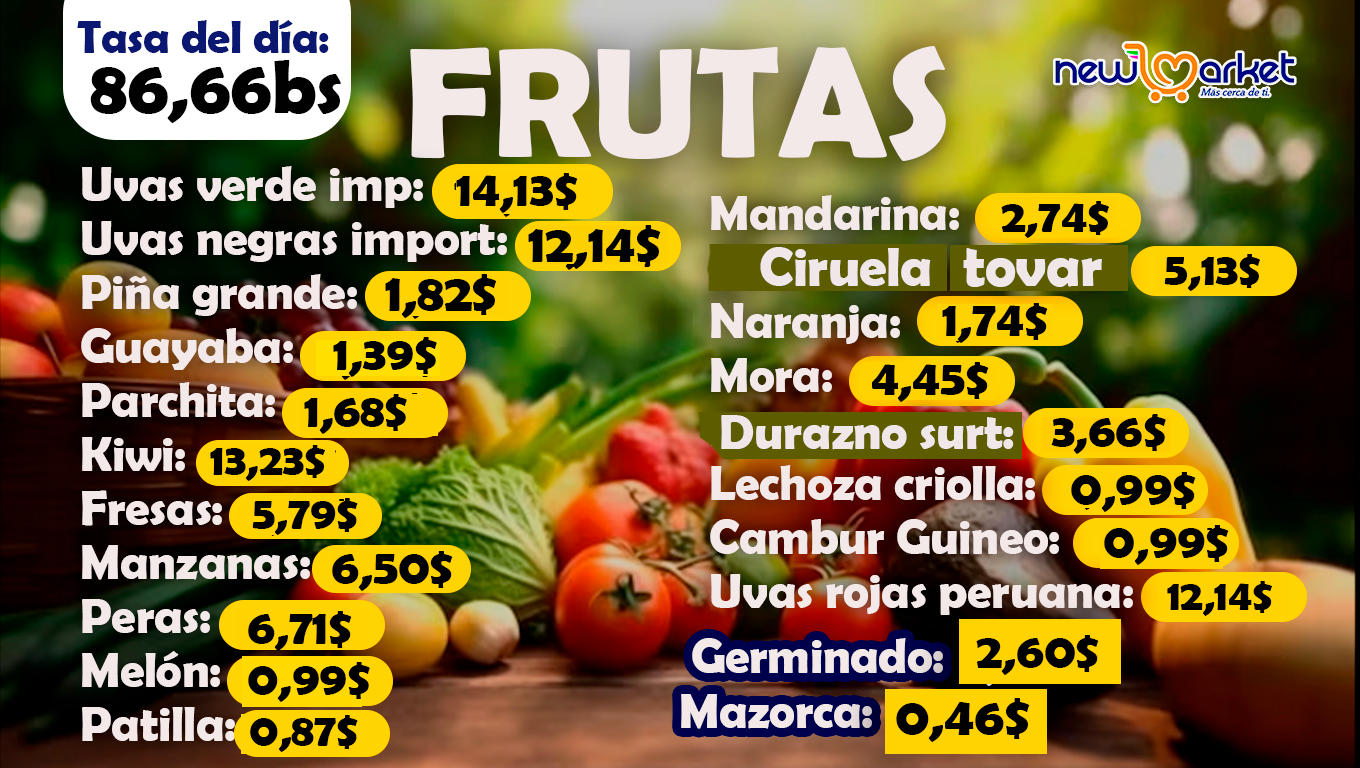 Tasa del día:
86,66bs
FRUTAS
new market
Más cerca de ti.
Uvas verde imp: 14,13$
Uvas negras import: 12,14$
Piña grande: 1,82$
Guayaba: 1,39$
Parchita: 1,68$
Kiwi: 13,23$
Fresas: 5,79$
Manzanas: 6,50$
Peras: 6,71$
Melón: 0,99$
Patilla: 0,87$
Mandarina: 2,74$
Ciruela tovar 5,13$
Naranja: 1,74$
Mora: 4,45$
Durazno surt: 3,66$
Lechoza criolla: 0,99$
Cambur Guineo: 0,99$
Uvas rojas peruana: 12,14$
Germinado: 2,60$
Mazorca: 0,46$